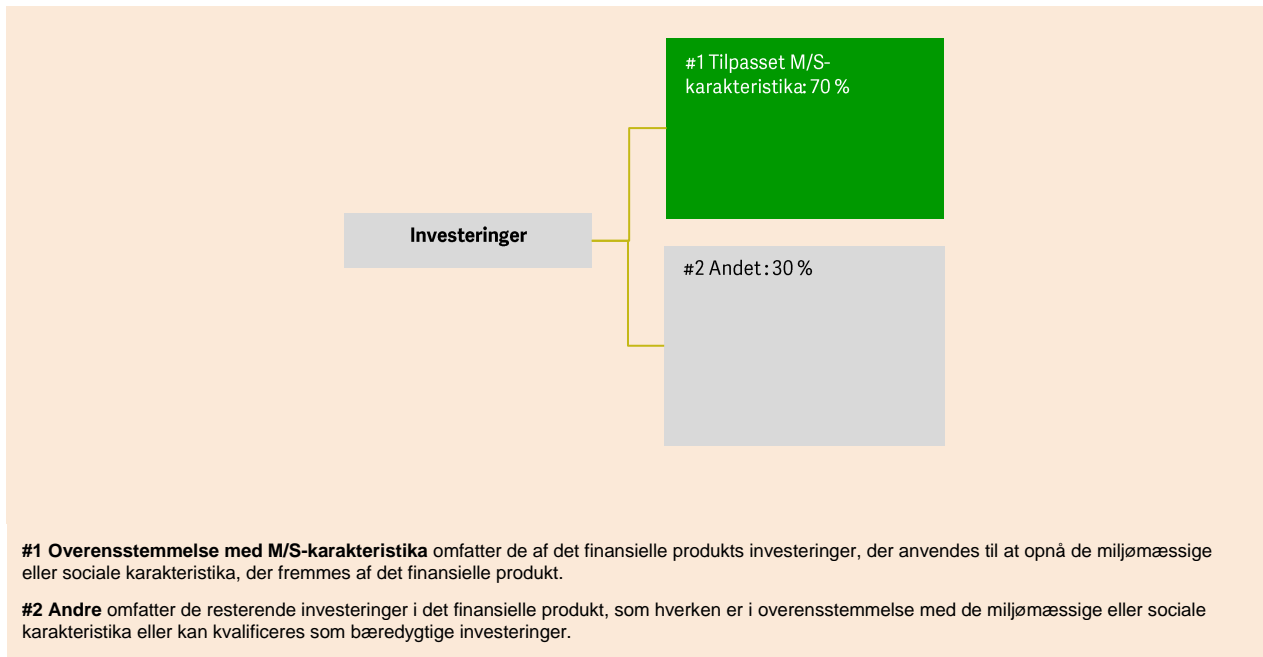 #1 Tilpasset M/S-
karakteristika: 70 %
Investeringer
#2 Andet : 30 %
#1 Overensstemmelse med M/S-karakteristika omfatter de af det finansielle produkts investeringer, der anvendes til at opnå de miljømæssige
eller sociale karakteristika, der fremmes af det finansielle produkt.
#2 Andre omfatter de resterende investeringer i det finansielle produkt, som hverken er i overensstemmelse med de miljømæssige eller sociale
karakteristika eller kan kvalificeres som bæredygtige investeringer.